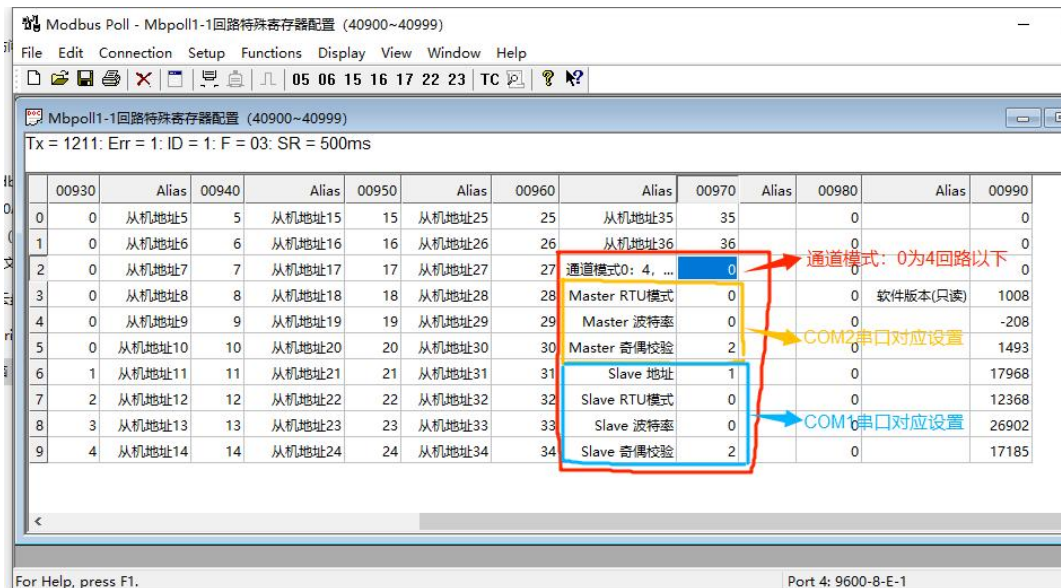 Modbus Poll - Mbpoll1-1回路特殊寄存器配置（40900~40999）
File Edit Connection Setup Functions Display View Window Help
05 06 15 16 17 22 23 TC
Mbpoll1-1回路特殊寄存器配置（40900~40999）
Tx = 1211: Err = 1: ID = 1: F = 03: SR = 500ms
00930 Alias 00940 Alias 00950 Alias 00960 Alias 00970 Alias 00980 Alias 00990
0 0 从机地址5 5 从机地址15 15 从机地址25 25 从机地址35 35 0 0
1 0 从机地址6 6 从机地址16 16 从机地址26 26 从机地址36 36 0 0
2 0 从机地址7 7 从机地址17 17 从机地址27 27 通道模式0：4，... 0 0 0
通道模式：0为4回路以下
3 0 从机地址8 8 从机地址18 18 从机地址28 28 Master RTU模式 0 0 软件版本(只读) 1008
4 0 从机地址9 9 从机地址19 19 从机地址29 29 Master 波特率 0 0 -208
COM2串口对应设置
5 0 从机地址10 10 从机地址20 20 从机地址30 30 Master 奇偶校验 2 0 1493
6 1 从机地址11 11 从机地址21 21 从机地址31 31 Slave 地址 1 0 17968
7 2 从机地址12 12 从机地址22 22 从机地址32 32 Slave RTU模式 0 0 12368
8 3 从机地址13 13 从机地址23 23 从机地址33 33 Slave 波特率 0 0 26902
COM1串口对应设置
9 4 从机地址14 14 从机地址24 24 从机地址34 34 Slave 奇偶校验 2 0 17185
For Help, press F1.
Port 4: 9600-8-E-1